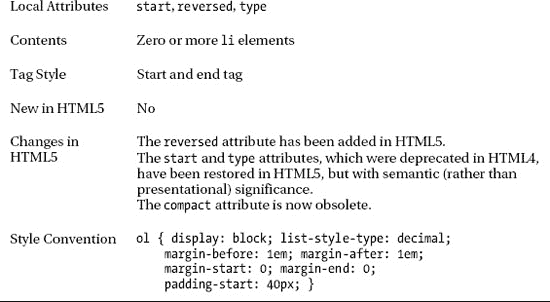 Local Attributes start, reversed, type
Contents Zero or more li elements
Tag Style Start and end tag
New in HTML5 No
Changes in The reversed attribute has been added in HTML5.
HTML5 The start and type attributes, which were deprecated in HTML4,
have been restored in HTML5, but with semantic (rather than
presentational) significance.
The compact attribute is now obsolete.
Style Convention ol { display: block; list-style-type: decimal;
margin-before: 1em; margin-after: 1em;
margin-start: 0; margin-end: 0;
padding-start: 40px; }